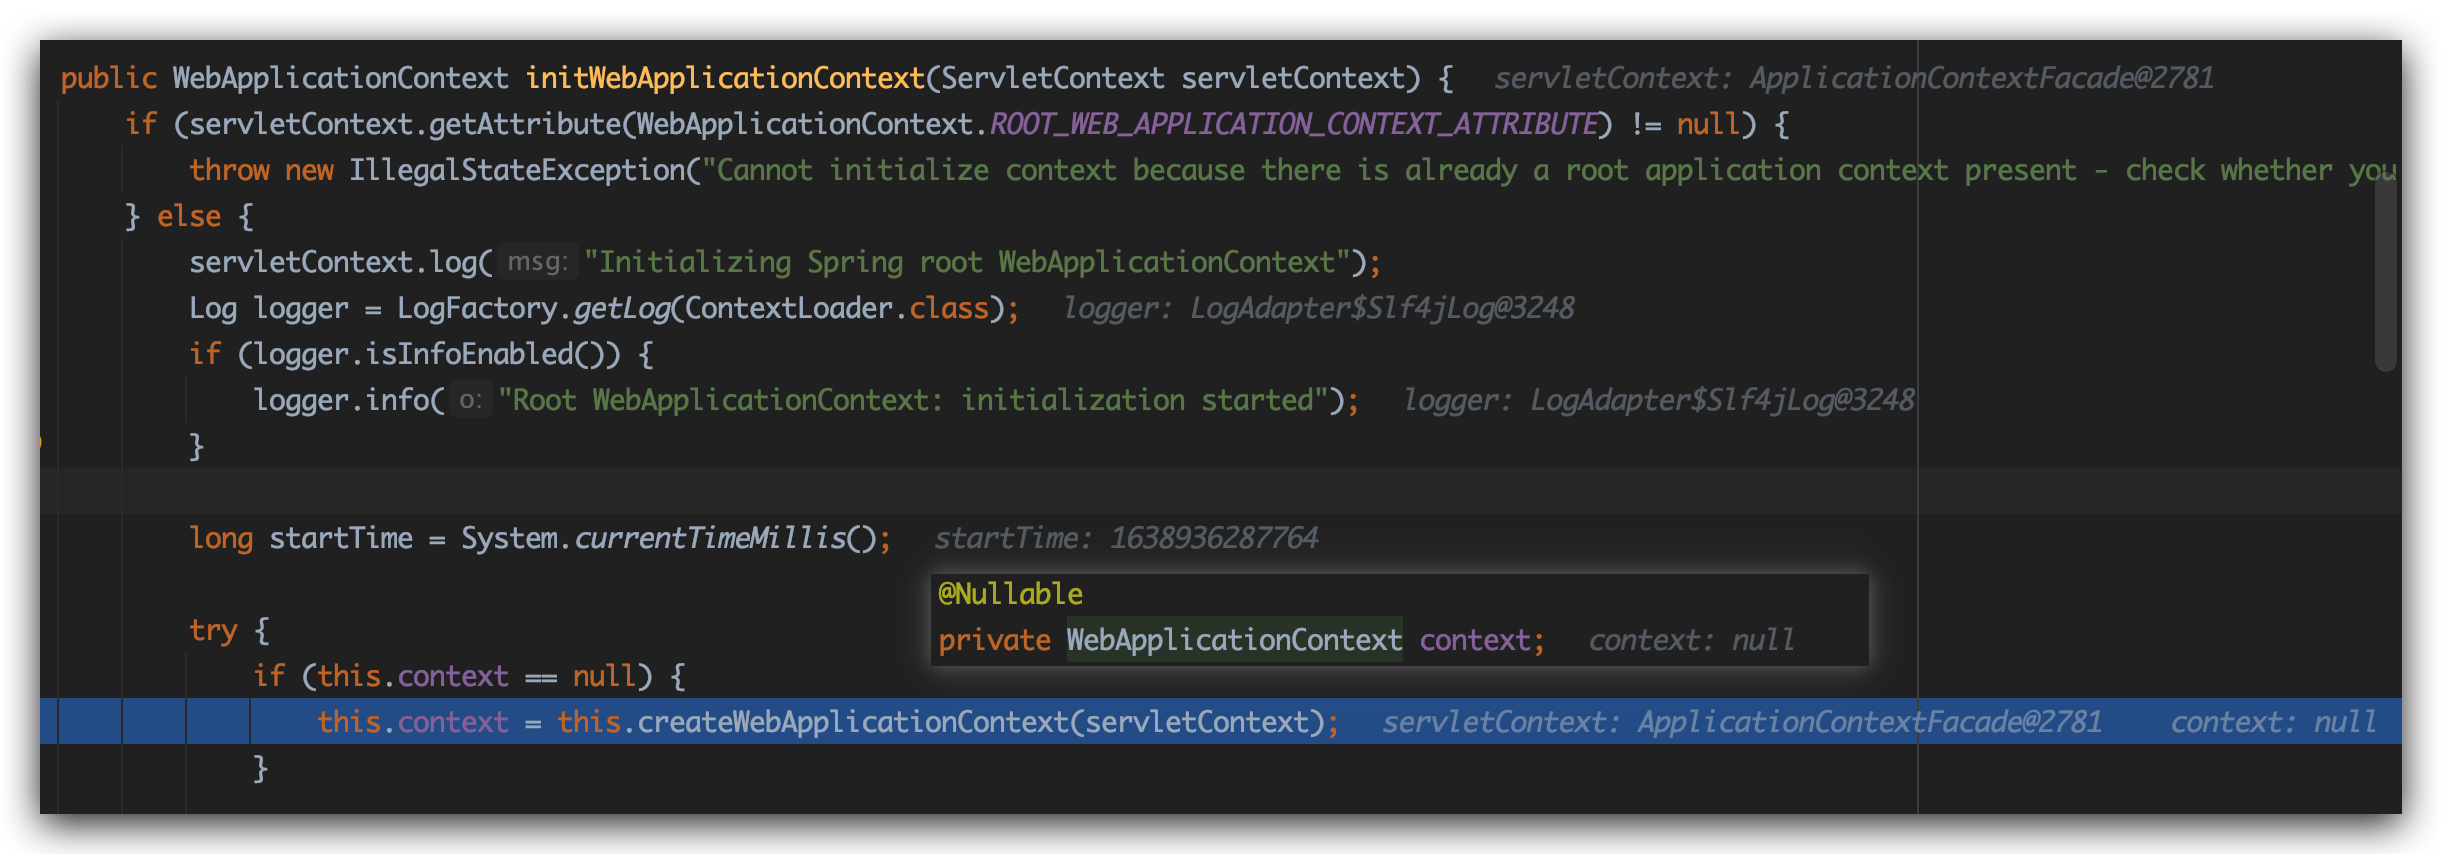 public WebApplicationContext initWebApplicationContext(ServletContext servletContext) { servletContext: ApplicationContextFacade@2781
if (servletContext.getAttribute(WebApplicationContext.ROOT_WEB_APPLICATION_CONTEXT_ATTRIBUTE) != null) {
throw new IllegalStateException("Cannot initialize context because there is already a root application context present - check whether you
} else {
servletContext.log( msg: "Initializing Spring root WebApplicationContext");
Log logger = LogFactory.getLog(ContextLoader.class); logger: LogAdapter$Slf4jLog@3248
if (logger.isInfoEnabled()) {
logger.info( o: "Root WebApplicationContext: initialization started"); logger: LogAdapter$Slf4jLog@3248
}
long startTime = System.currentTimeMillis(); startTime: 1638936287764
@Nullable
try {
private WebApplicationContext context; context: null
if (this.context == null) {
this.context = this.createWebApplicationContext(servletContext); servletContext: ApplicationContextFacade@2781 context: null
}